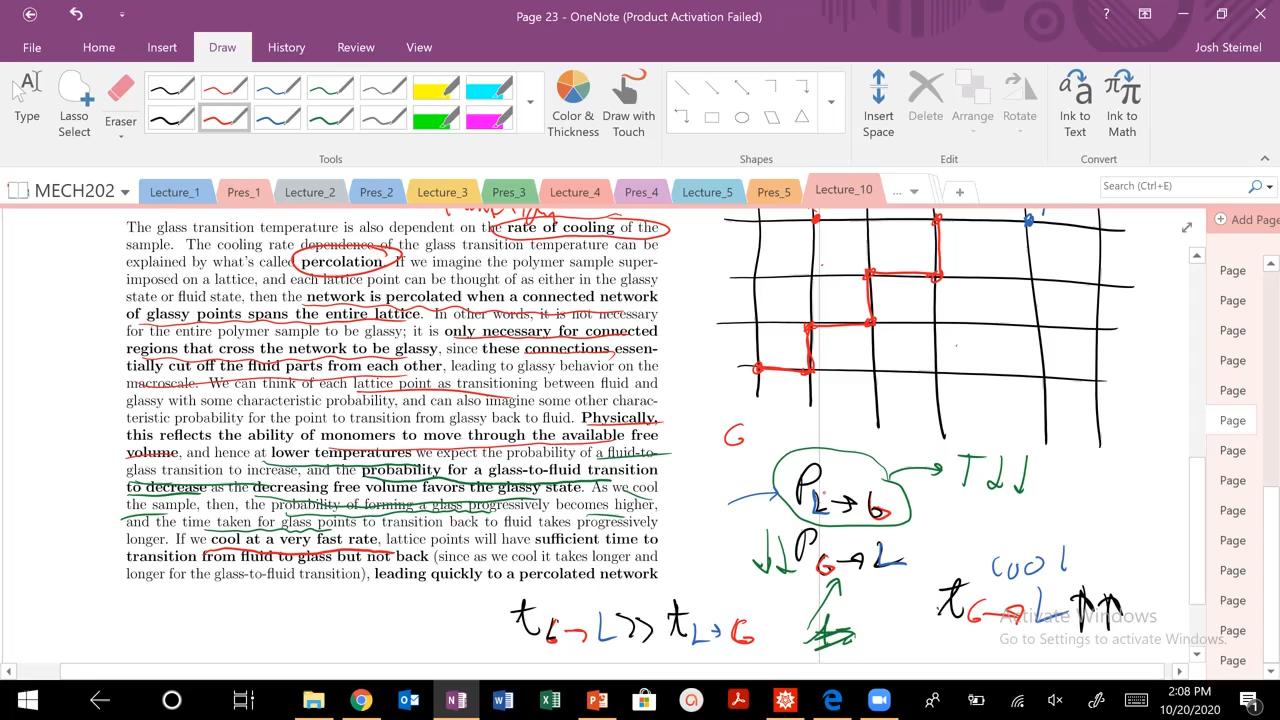 Page 23 - OneNote (Product Activation Failed)
?
File Home Insert Draw History Review View Josh Steimel
Type
Lasso Select
Eraser
Color & Thickness
Draw with Touch
Insert Space
Delete
Arrange
Rotate
Ink to Text
Ink to Math
Tools Shapes Edit Convert
MECH202 Lecture_1 Pres_1 Lecture_2 Pres_2 Lecture_3 Pres_3 Lecture_4 Pres_4 Lecture_5 Pres_5 Lecture_10 ... Search (Ctrl+E)
The glass transition temperature is also dependent on the rate of cooling of the
sample. The cooling rate dependence of the glass transition temperature can be
explained by what's called percolation. If we imagine the polymer sample super-
imposed on a lattice, and each lattice point can be thought of as either in the glassy
state or fluid state, then the network is percolated when a connected network
of glassy points spans the entire lattice. In other words, it is not necessary
for the entire polymer sample to be glassy; it is only necessary for connected
regions that cross the network to be glassy, since these connections essen-
tially cut off the fluid parts from each other, leading to glassy behavior on the
macroscale. We can think of each lattice point as transitioning between fluid and
glassy with some characteristic probability, and can also imagine some other charac-
teristic probability for the point to transition from glassy back to fluid. Physically,
this reflects the ability of monomers to move through the available free
volume, and hence at lower temperatures we expect the probability of a fluid-to-
glass transition to increase, and the probability for a glass-to-fluid transition
to decrease as the decreasing free volume favors the glassy state. As we cool
the sample, then, the probability of forming a glass progressively becomes higher,
and the time taken for glass points to transition back to fluid takes progressively
longer. If we cool at a very fast rate, lattice points will have sufficient time to
transition from fluid to glass but not back (since as we cool it takes longer and
longer for the glass-to-fluid transition), leading quickly to a percolated network
G
P L → G → T ↓↓
↓↓ P G → L
cool
t G → L >> t L → G
t G → L ↑↑
Add Page
Page
Page
Page
Page
Page
Page
Page
Page
Page
Page
Page
Page
Page
Page
Activate Windows
Go to Settings to activate Windows.
2:08 PM
10/20/2020